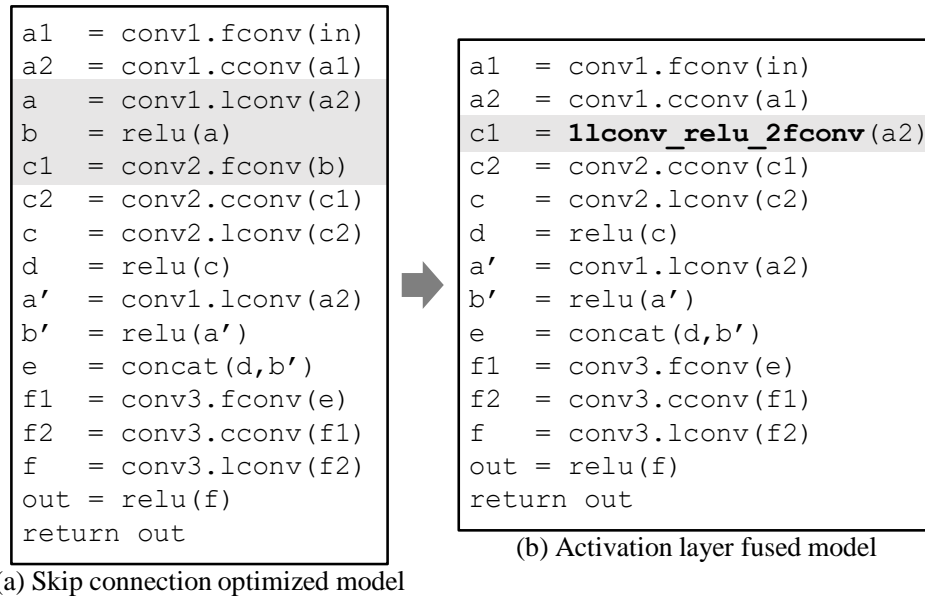 a1 = conv1.fconv(in)
a2 = conv1.cconv(a1)
a = conv1.lconv(a2)
b = relu(a)
c1 = conv2.fconv(b)
c2 = conv2.cconv(c1)
c = conv2.lconv(c2)
d = relu(c)
a′ = conv1.lconv(a2)
b′ = relu(a′)
e = concat(d,b′)
f1 = conv3.fconv(e)
f2 = conv3.cconv(f1)
f = conv3.lconv(f2)
out = relu(f)
return out
(a) Skip connection optimized model
a1 = conv1.fconv(in)
a2 = conv1.cconv(a1)
c1 = 1lconv_relu_2fconv(a2)
c2 = conv2.cconv(c1)
c = conv2.lconv(c2)
d = relu(c)
a′ = conv1.lconv(a2)
b′ = relu(a′)
e = concat(d,b′)
f1 = conv3.fconv(e)
f2 = conv3.cconv(f1)
f = conv3.lconv(f2)
out = relu(f)
return out
(b) Activation layer fused model